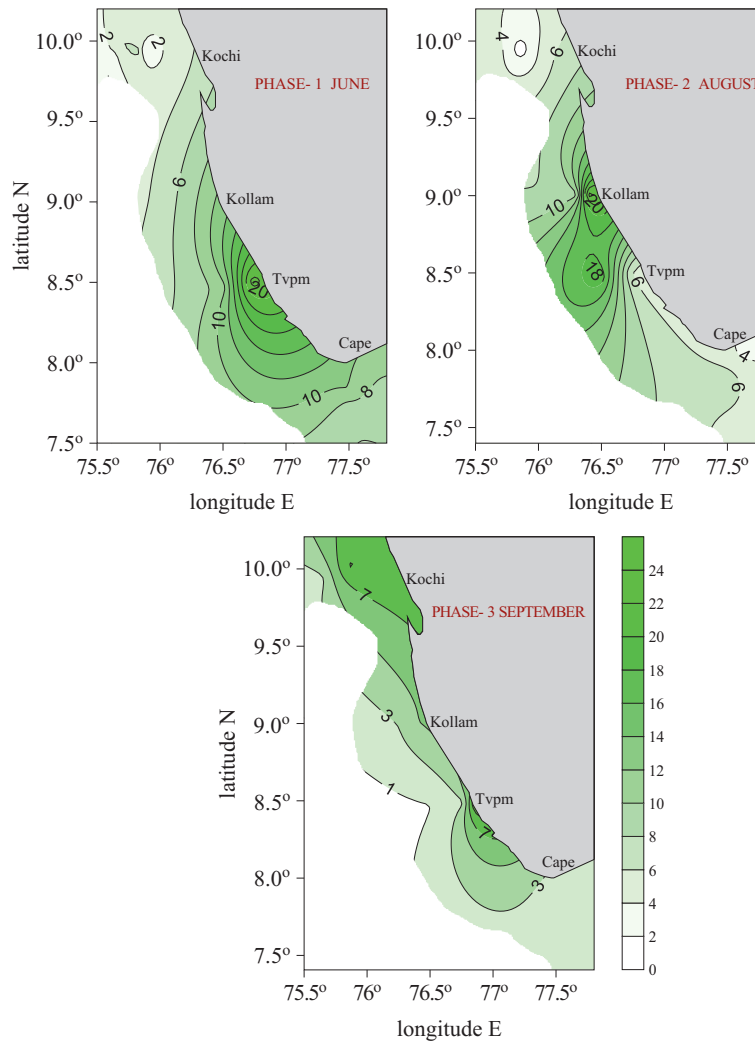 10.0º
9.5º
9.0º
8.5º
8.0º
7.5º
latitude N
75.5º 76º 76.5º 77º 77.5º
longitude E
Kochi
PHASE- 1 JUNE
Kollam
Tvpm
Cape
2
2
6
10
20
10
8
10.0º
9.5º
9.0º
8.5º
8.0º
7.5º
75.5º 76º 76.5º 77º 77.5º
longitude E
Kochi
PHASE- 2 AUGUST
Kollam
Tvpm
Cape
4
6
10
20
18
6
4
6
10.0º
9.5º
9.0º
8.5º
8.0º
7.5º
latitude N
75.5º 76º 76.5º 77º 77.5º
longitude E
Kochi
PHASE- 3 SEPTEMBER
Kollam
Tvpm
Cape
7
3
1
7
3
24
22
20
18
16
14
12
10
8
6
4
2
0